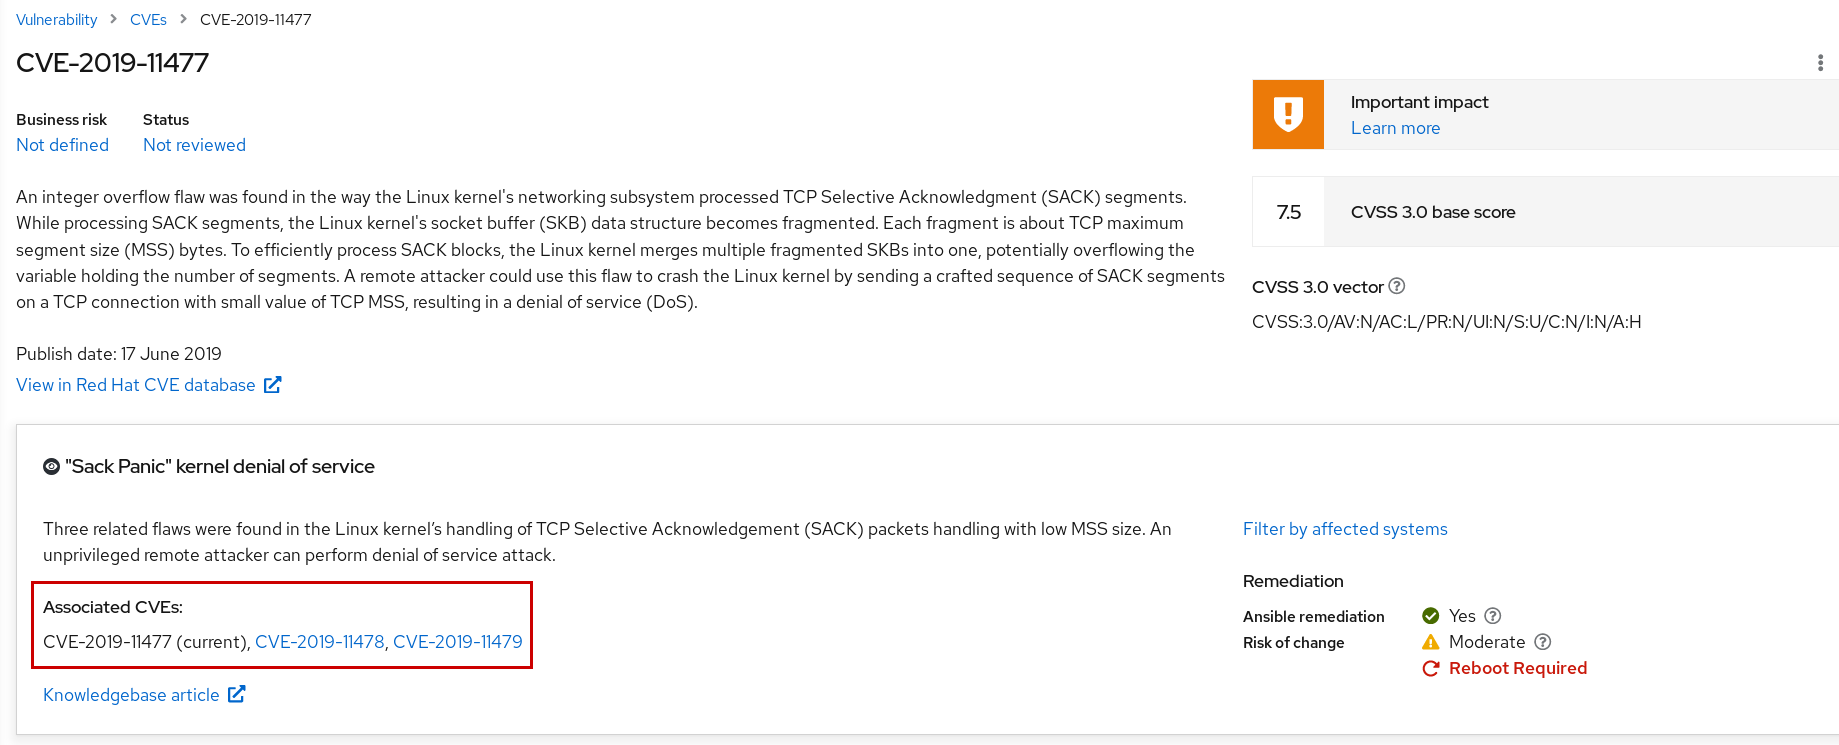 Vulnerability > CVEs > CVE-2019-11477
CVE-2019-11477
Business risk Status
Not defined Not reviewed
Important impact
Learn more
An integer overflow flaw was found in the way the Linux kernel's networking subsystem processed TCP Selective Acknowledgment (SACK) segments.
While processing SACK segments, the Linux kernel's socket buffer (SKB) data structure becomes fragmented. Each fragment is about TCP maximum
segment size (MSS) bytes. To efficiently process SACK blocks, the Linux kernel merges multiple fragmented SKBs into one, potentially overflowing the
variable holding the number of segments. A remote attacker could use this flaw to crash the Linux kernel by sending a crafted sequence of SACK segments
on a TCP connection with small value of TCP MSS, resulting in a denial of service (DoS).
7.5 CVSS 3.0 base score
CVSS 3.0 vector
CVSS:3.0/AV:N/AC:L/PR:N/UI:N/S:U/C:N/I:N/A:H
Publish date: 17 June 2019
View in Red Hat CVE database
"Sack Panic" kernel denial of service
Three related flaws were found in the Linux kernel’s handling of TCP Selective Acknowledgement (SACK) packets handling with low MSS size. An
unprivileged remote attacker can perform denial of service attack.
Associated CVEs:
CVE-2019-11477 (current), CVE-2019-11478, CVE-2019-11479
Knowledgebase article
Filter by affected systems
Remediation
Ansible remediation Yes
Risk of change Moderate
Reboot Required